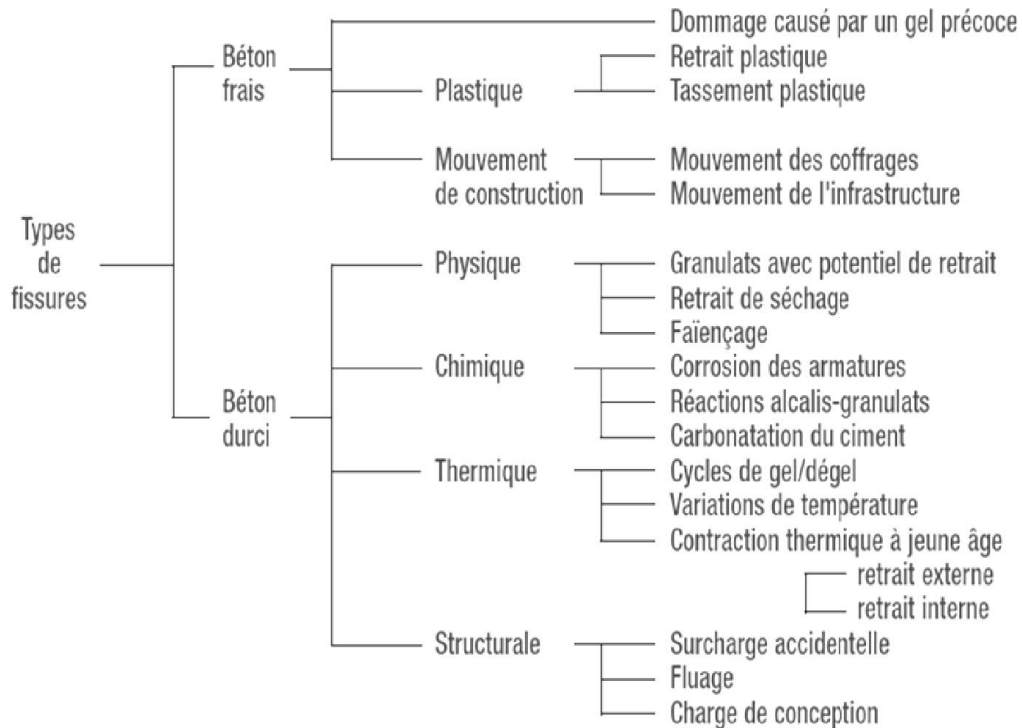 Dommage causé par un gel précoce
Béton
frais
Retrait plastique
Plastique
Tassement plastique
Mouvement
de construction
Mouvement des coffrages
Mouvement de l'infrastructure
Types
de
fissures
Physique
Granulats avec potentiel de retrait
Retrait de séchage
Faïençage
Chimique
Corrosion des armatures
Réactions alcalis-granulats
Carbonatation du ciment
Béton
durci
Thermique
Cycles de gel/dégel
Variations de température
Contraction thermique à jeune âge
retrait externe
retrait interne
Structurale
Surcharge accidentelle
Fluage
Charge de conception